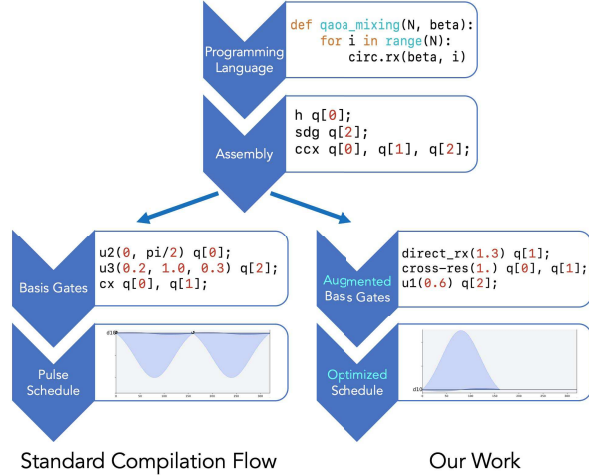 Programming
Language
def qaoa_mixing(N, beta):
for i in range(N):
circ.rx(beta, i)
Assembly
h q[0];
sdg q[2];
ccx q[0], q[1], q[2];
Basis Gates
u2(0, pi/2) q[0];
u3(0.2, 1.0, 0.3) q[2];
cx q[0], q[1];
Augmented
Basis Gates
direct_rx(1.3) q[1];
cross-res(1.) q[0], q[1];
u1(0.6) q[2];
Pulse
Schedule
Optimized
Schedule
d10
Standard Compilation Flow
Our Work